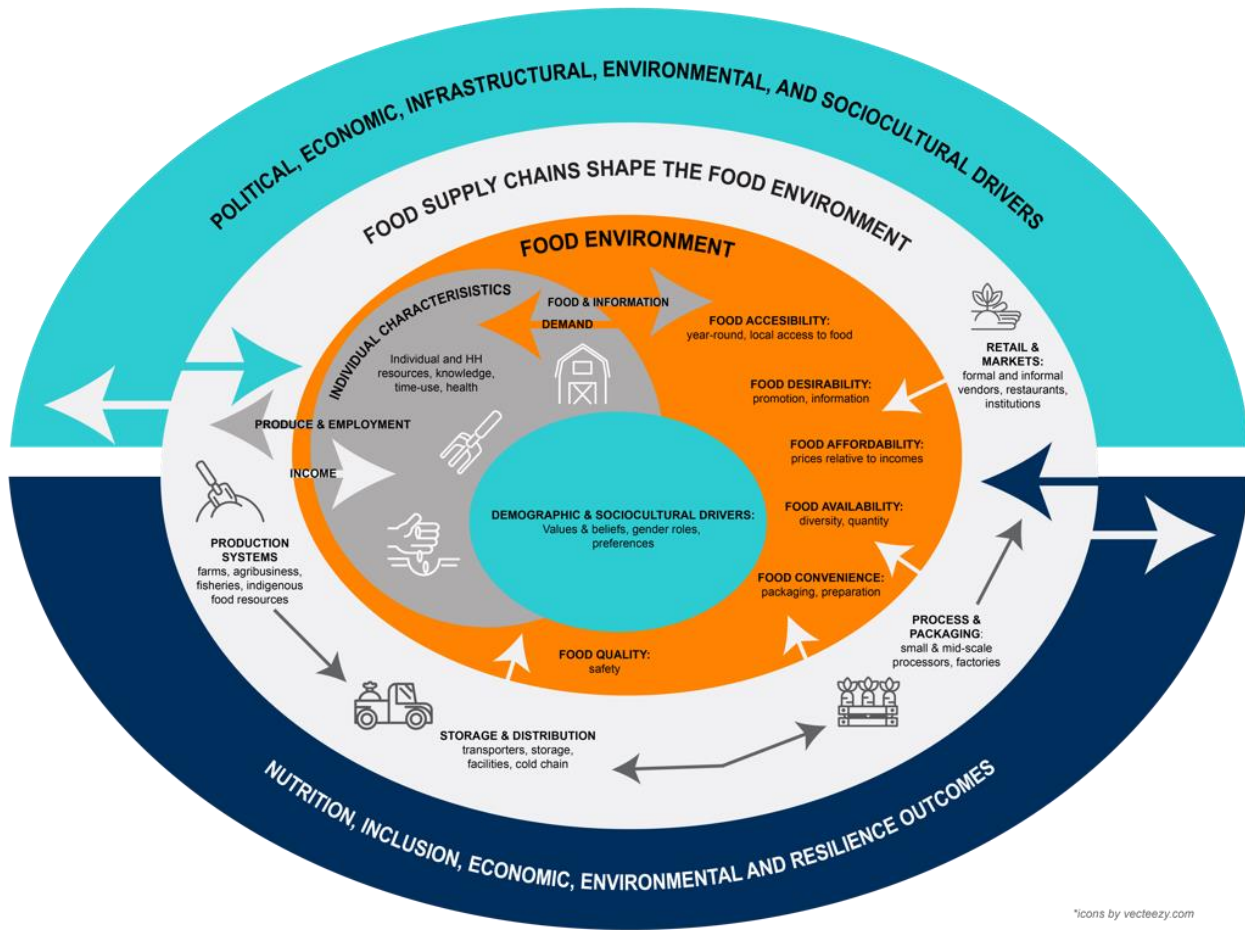 POLITICAL, ECONOMIC, INFRASTRUCTURAL, ENVIRONMENTAL, AND SOCIOCULTURAL DRIVERS
FOOD SUPPLY CHAINS SHAPE THE FOOD ENVIRONMENT
FOOD ENVIRONMENT
INDIVIDUAL CHARACTERISISTICS
FOOD & INFORMATION
DEMAND
Individual and HH
resources, knowledge,
time-use, health
PRODUCE & EMPLOYMENT
INCOME
FOOD ACCESIBILITY:
year-round, local access to food
FOOD DESIRABILITY:
promotion, information
FOOD AFFORDABILITY:
prices relative to incomes
FOOD AVAILABILITY:
diversity, quantity
FOOD CONVENIENCE:
packaging, preparation
FOOD QUALITY:
safety
DEMOGRAPHIC & SOCIOCULTURAL DRIVERS:
Values & beliefs, gender roles,
preferences
RETAIL &
MARKETS:
formal and informal
vendors, restaurants,
institutions
PRODUCTION
SYSTEMS
farms, agribusiness,
fisheries, indigenous
food resources
STORAGE & DISTRIBUTION
transporters, storage,
facilities, cold chain
PROCESS &
PACKAGING:
small & mid-scale
processors, factories
NUTRITION, INCLUSION, ECONOMIC, ENVIRONMENTAL AND RESILIENCE OUTCOMES
*icons by vecteezy.com